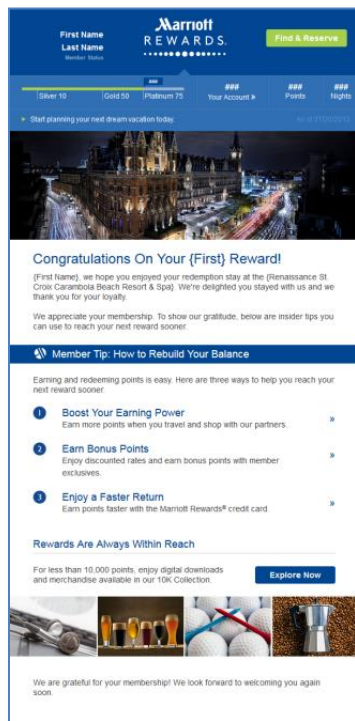 First Name
Last Name
Member Status
Marriott
REWARDS.
Find & Reserve
###
Silver 10
Gold 50
Platinum 75
###
Your Account »
###
Points
###
Nights
Start planning your next dream vacation today.
Congratulations On Your {First} Reward!
{First Name}, we hope you enjoyed your redemption stay at the {Renaissance St.
Croix Carambola Beach Resort & Spa}. We're delighted you stayed with us and we
thank you for your loyalty.
We appreciate your membership. To show our gratitude, below are insider tips you
can use to reach your next reward sooner.
Member Tip: How to Rebuild Your Balance
Earning and redeeming points is easy. Here are three ways to help you reach your
next reward sooner.
1 Boost Your Earning Power »
Earn more points when you travel and shop with our partners.
2 Earn Bonus Points »
Enjoy discounted rates and earn bonus points with member
exclusives.
3 Enjoy a Faster Return »
Earn points faster with the Marriott Rewards® credit card.
Rewards Are Always Within Reach
For less than 10,000 points, enjoy digital downloads
and merchandise available in our 10K Collection.
Explore Now
We are grateful for your membership! We look forward to welcoming you again
soon.